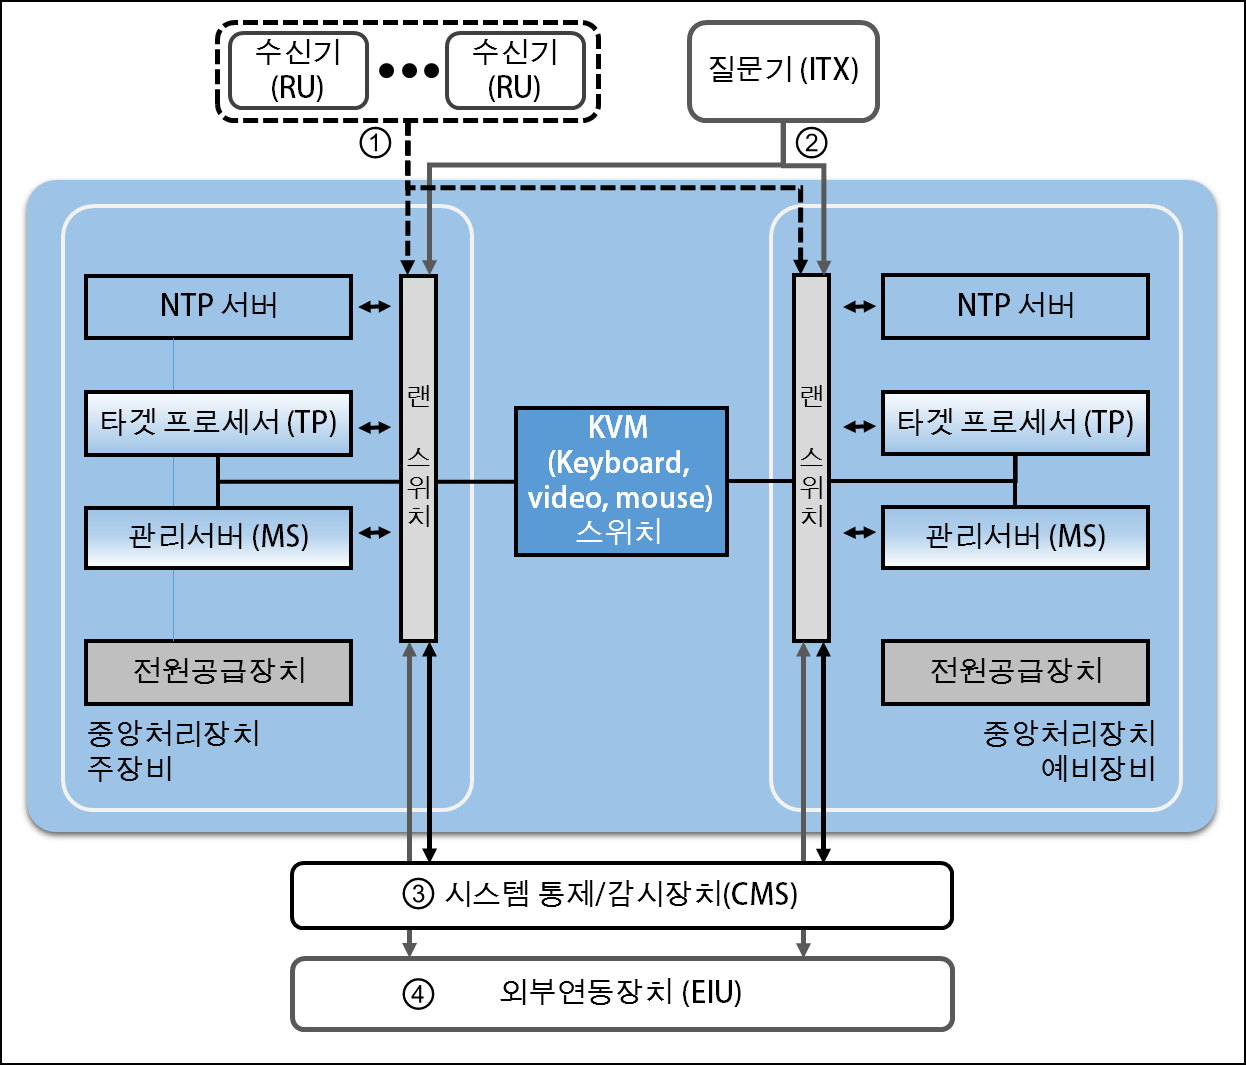 수신기
(RU)
수신기
(RU)
질문기 (ITX)
①
②
NTP 서버
타겟 프로세서 (TP)
관리서버 (MS)
전원공급장치
중앙처리장치
주장비
랜 스위치
KVM
(Keyboard,
video, mouse)
스위치
랜 스위치
NTP 서버
타겟 프로세서 (TP)
관리서버 (MS)
전원공급장치
중앙처리장치
예비장비
③ 시스템 통제/감시장치(CMS)
④ 외부연동장치 (EIU)